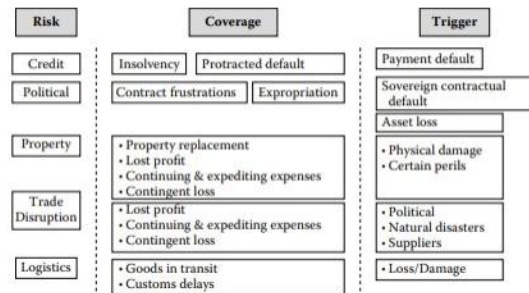 Risk Coverage Trigger
Credit Insolvency Protracted default Payment default
Political Contract frustrations Expropriation Sovereign contractual
default
Asset loss
Property • Property replacement • Physical damage
• Lost profit • Certain perils
• Continuing & expediting expenses
• Contingent loss
Trade • Lost profit • Political
Disruption • Continuing & expediting expenses • Natural disasters
• Contingent loss • Suppliers
Logistics • Goods in transit • Loss/Damage
• Customs delays